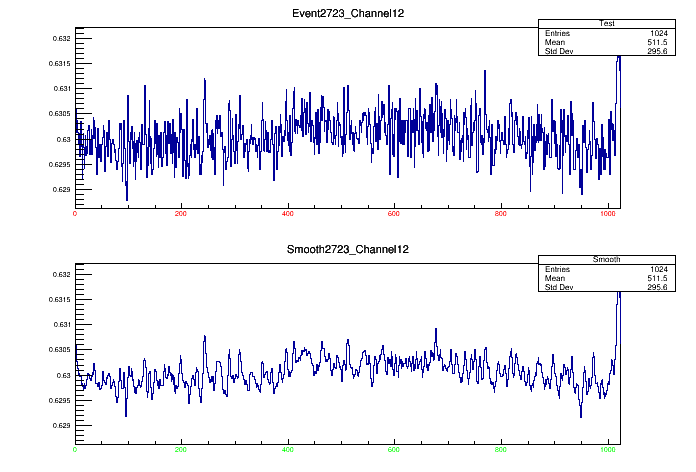 Event2723_Channel12
Test
Entries 1024
Mean 511.5
Std Dev 295.6
0.632
0.6315
0.631
0.6305
0.63
0.6295
0.629
0 200 400 600 800 1000
Smooth2723_Channel12
Smooth
Entries 1024
Mean 511.5
Std Dev 295.6
0.632
0.6315
0.631
0.6305
0.63
0.6295
0.629
0 200 400 600 800 1000